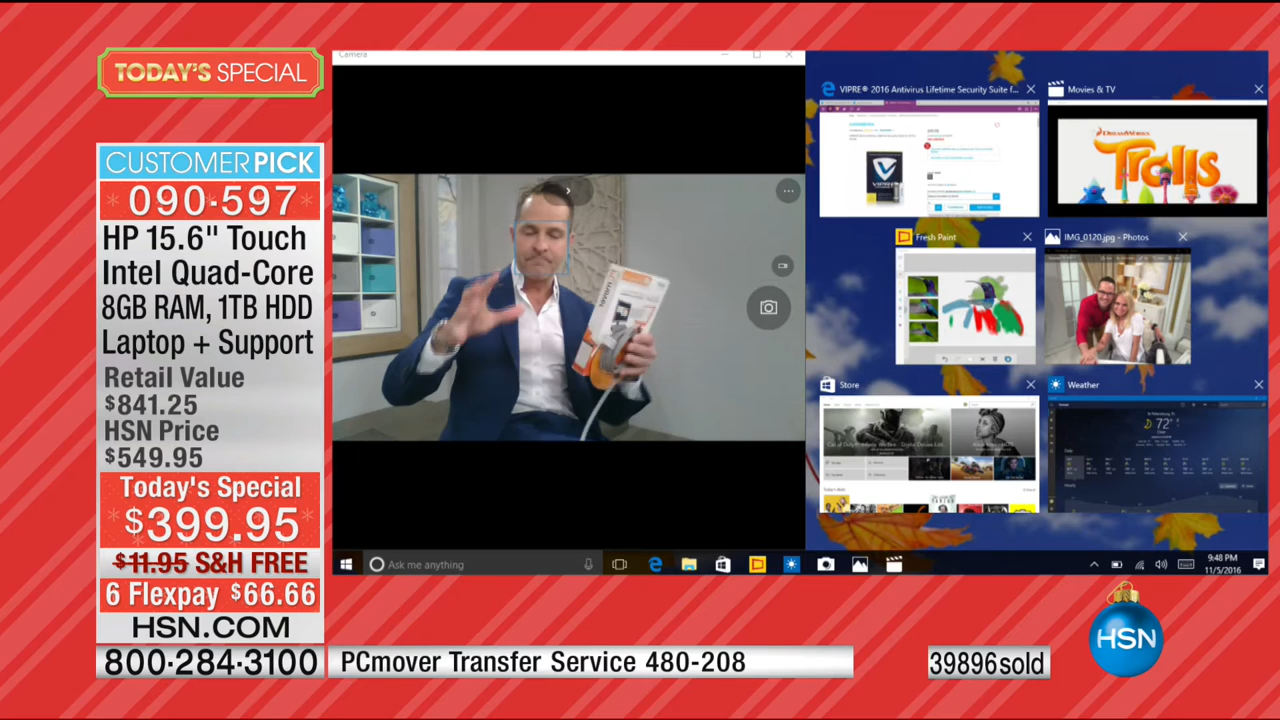 TODAY'S SPECIAL
CUSTOMER PICK
090-597
HP 15.6" Touch
Intel Quad-Core
8GB RAM, 1TB HDD
Laptop + Support
Retail Value
$841.25
HSN Price
$549.95
Today's Special
$399.95
$11.95 S&H FREE
6 Flexpay $66.66
HSN.COM
800-284-3100
Camera
VIPRE® 2016 Antivirus Lifetime Security Suite f...
VIPRE
Movies & TV
DREAMWORKS
Trolls
Fresh Paint
IMG_0120.jpg - Photos
Store
Weather
72°
Ask me anything
9:48 PM
11/5/2016
HSN
PCmover Transfer Service 480-208
39896 sold